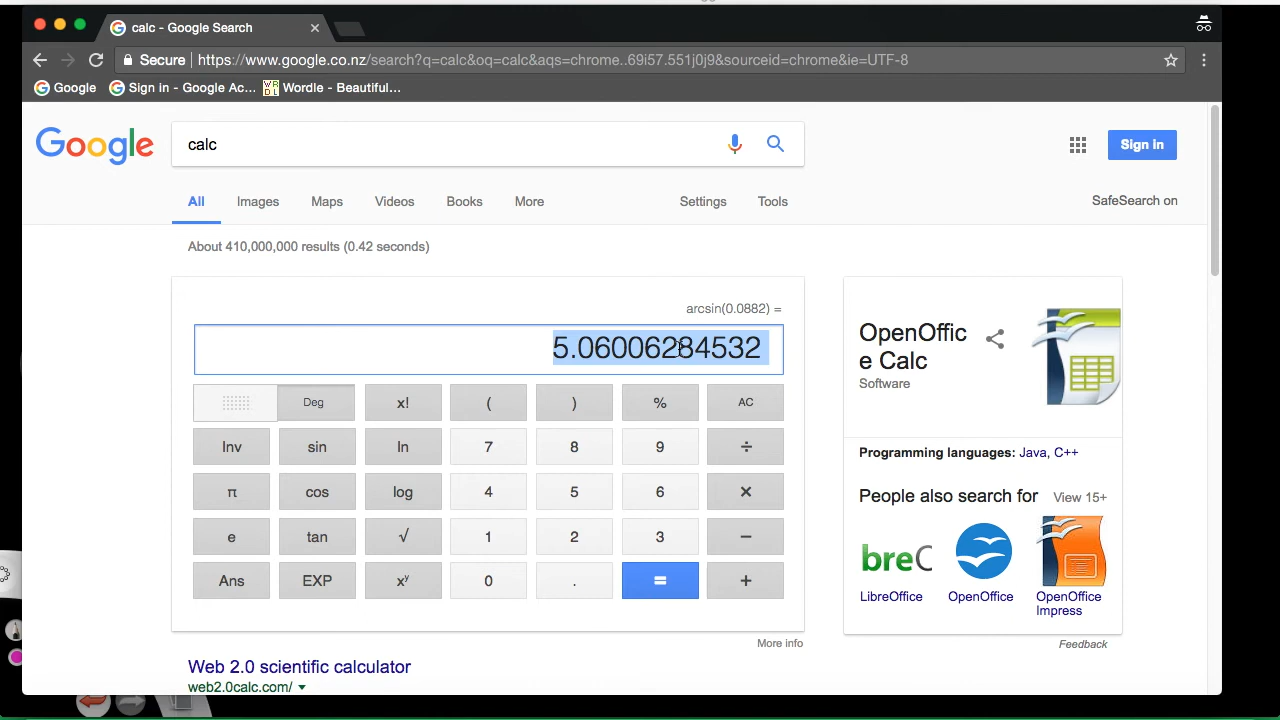 calc - Google Search
Secure | https://www.google.co.nz/search?q=calc&oq=calc&aqs=chrome..69i57.551j0j9&sourceid=chrome&ie=UTF-8
Google Sign in - Google Ac... Wordle - Beautiful...
Google
calc
Sign in
All Images Maps Videos Books More Settings Tools SafeSearch on
About 410,000,000 results (0.42 seconds)
arcsin(0.0882) =
5.06006284532
Deg x! ( ) % AC
Inv sin ln 7 8 9 ÷
π cos log 4 5 6 ×
e tan √ 1 2 3 −
Ans EXP xʸ 0 . = +
More info
Web 2.0 scientific calculator
web2.0calc.com/
OpenOffic
e Calc
Software
Programming languages: Java, C++
People also search for View 15+
breC
LibreOffice OpenOffice OpenOffice
Impress
Feedback